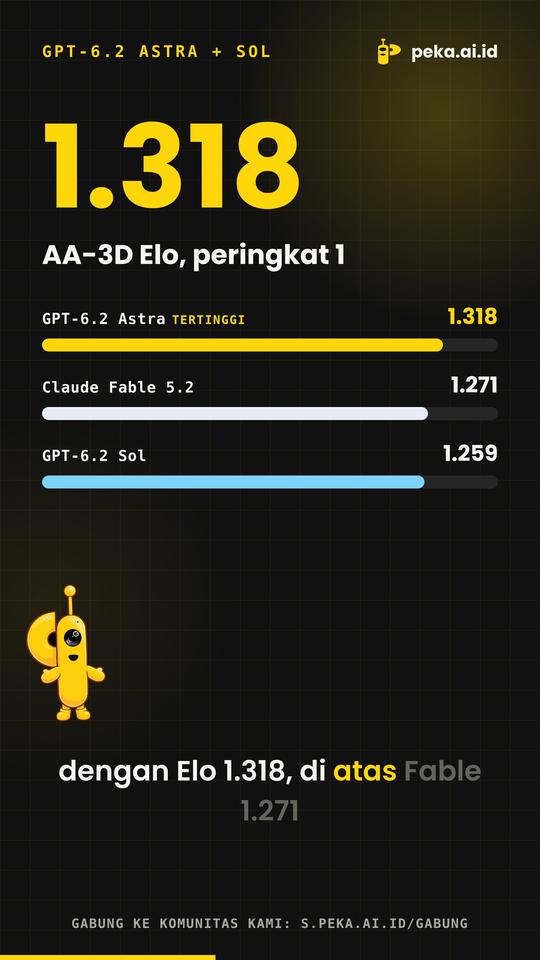 GPT-6.2 ASTRA + SOL
peka.ai.id
1.318
AA-3D Elo, peringkat 1
GPT-6.2 Astra TERTINGGI 1.318
Claude Fable 5.2 1.271
GPT-6.2 Sol 1.259
dengan Elo 1.318, di atas Fable
1.271
GABUNG KE KOMUNITAS KAMI: S.PEKA.AI.ID/GABUNG